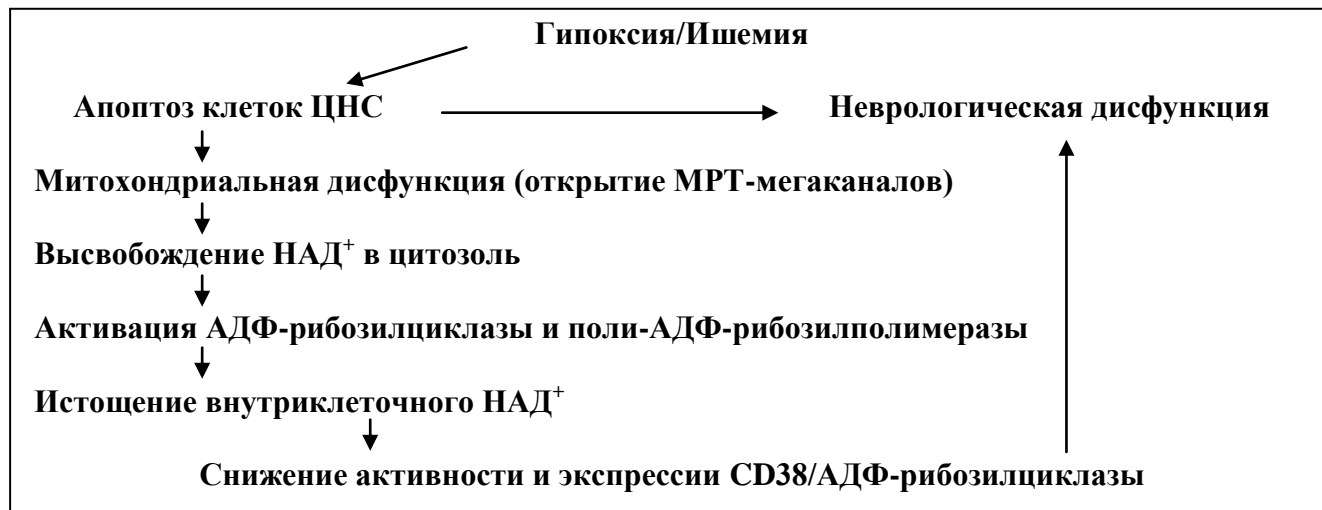 Гипоксия/Ишемия
Апоптоз клеток ЦНС
Неврологическая дисфункция
Митохондриальная дисфункция (открытие МРТ-мегаканалов)
Высвобождение НАД⁺ в цитозоль
Активация АДФ-рибозилциклазы и поли-АДФ-рибозилполимеразы
Истощение внутриклеточного НАД⁺
Снижение активности и экспрессии CD38/АДФ-рибозилциклазы